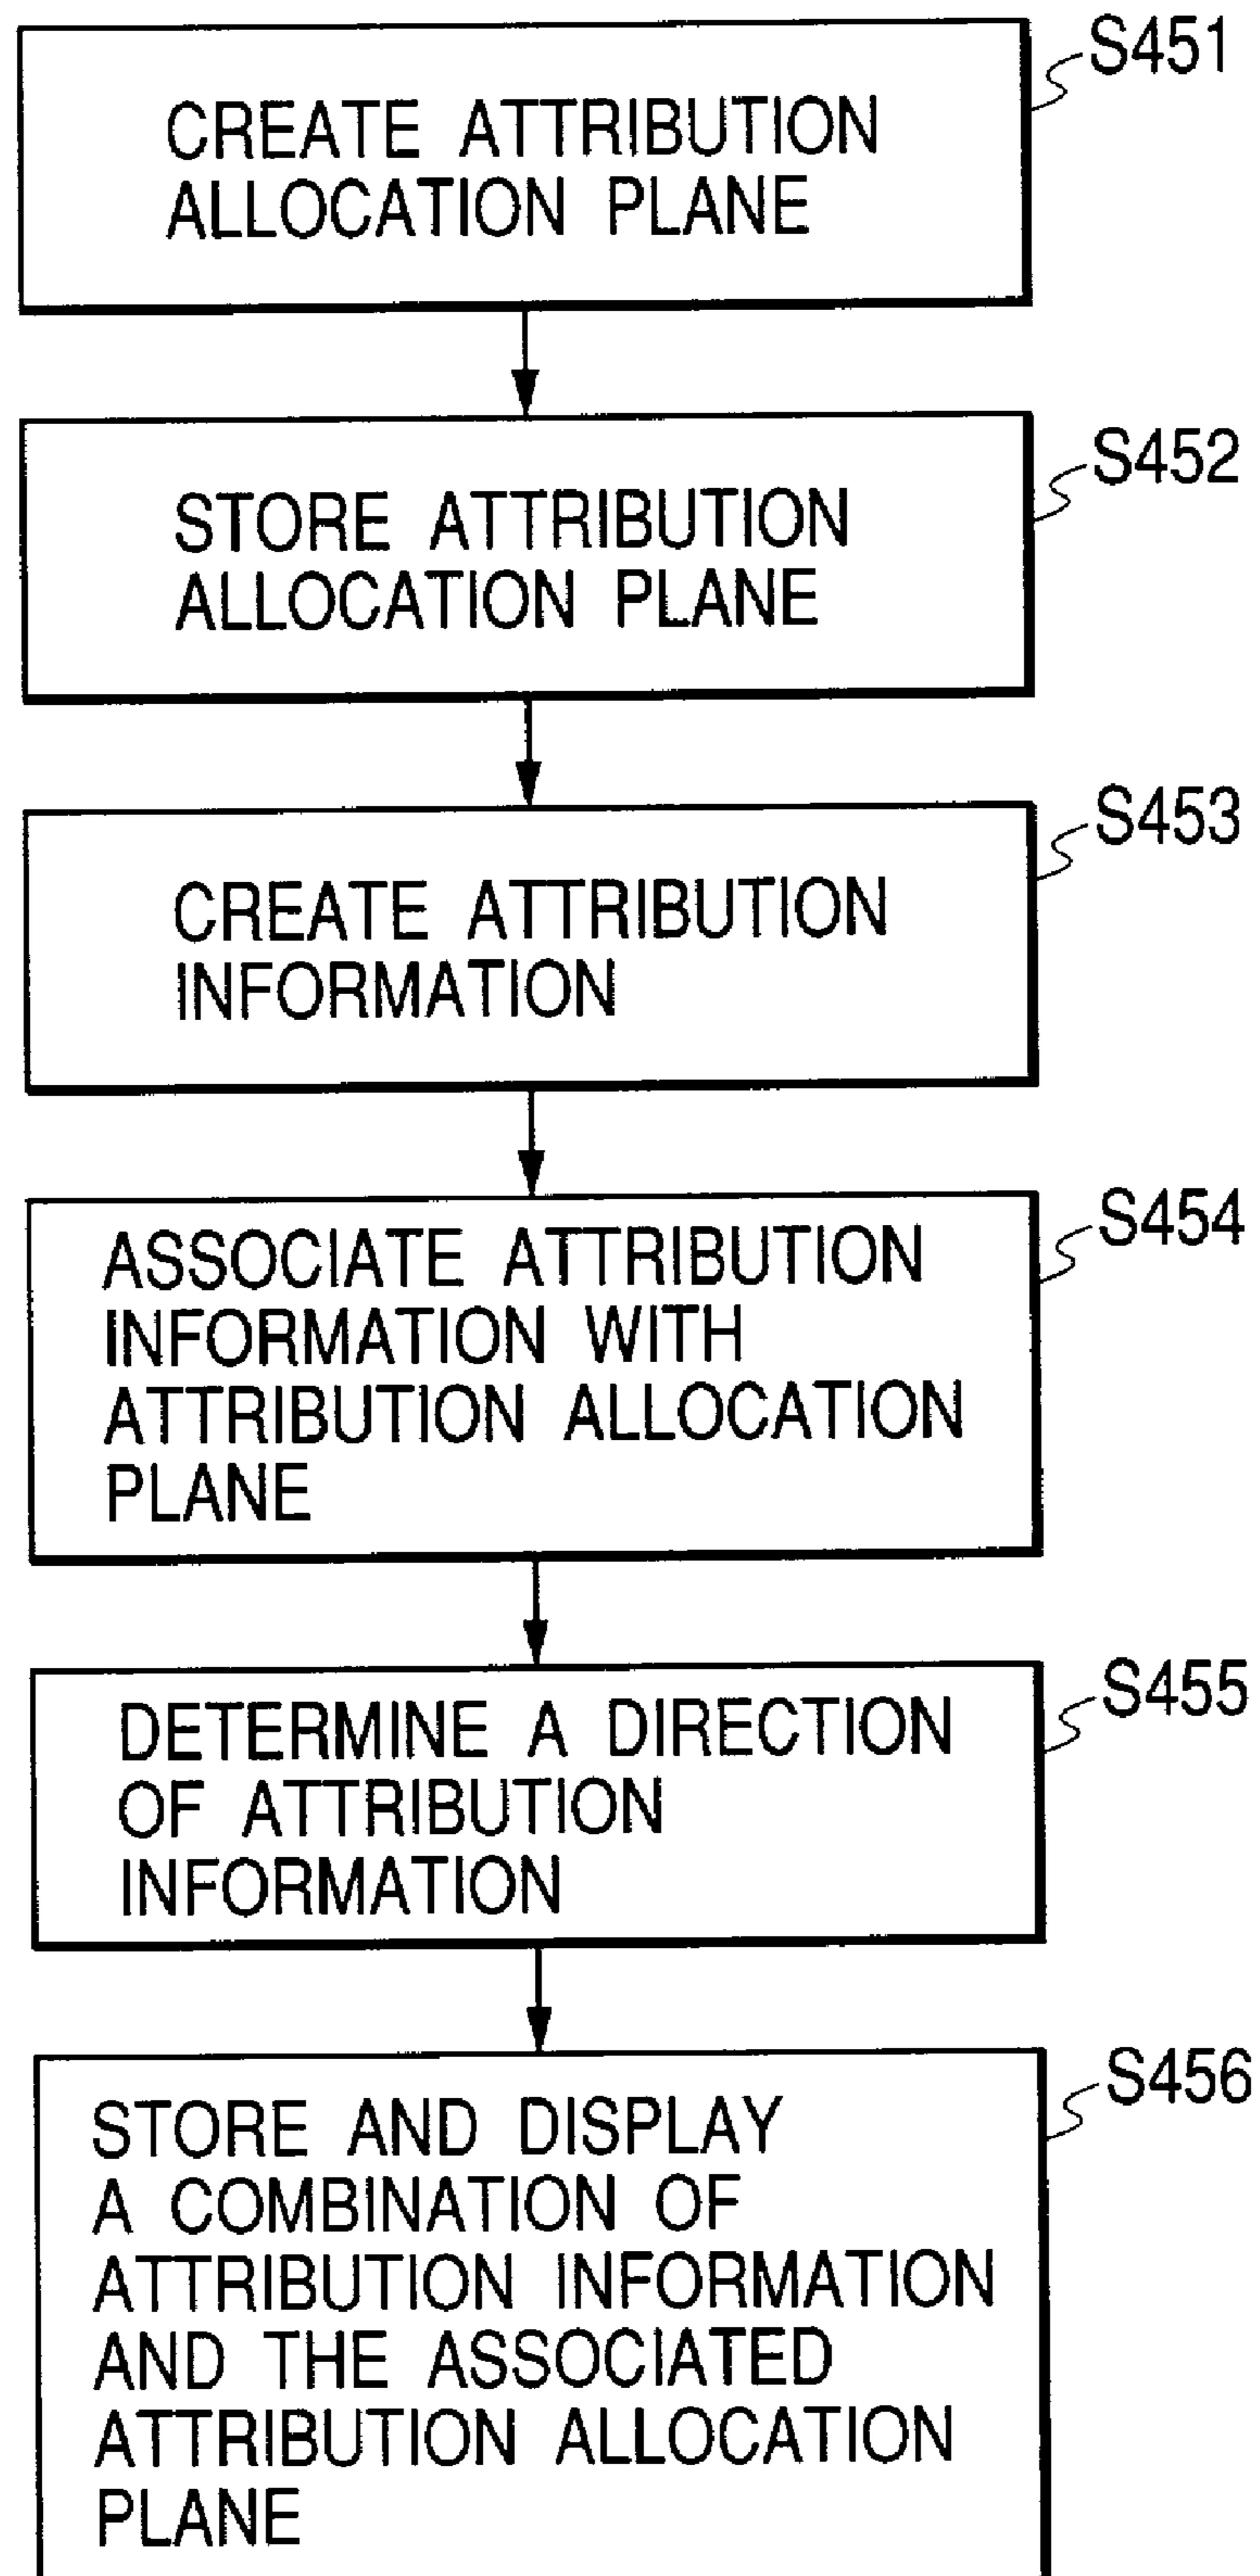 S451
CREATE ATTRIBUTION
ALLOCATION PLANE
S452
STORE ATTRIBUTION
ALLOCATION PLANE
S453
CREATE ATTRIBUTION
INFORMATION
S454
ASSOCIATE ATTRIBUTION
INFORMATION WITH
ATTRIBUTION ALLOCATION
PLANE
S455
DETERMINE A DIRECTION
OF ATTRIBUTION
INFORMATION
S456
STORE AND DISPLAY
A COMBINATION OF
ATTRIBUTION INFORMATION
AND THE ASSOCIATED
ATTRIBUTION ALLOCATION
PLANE